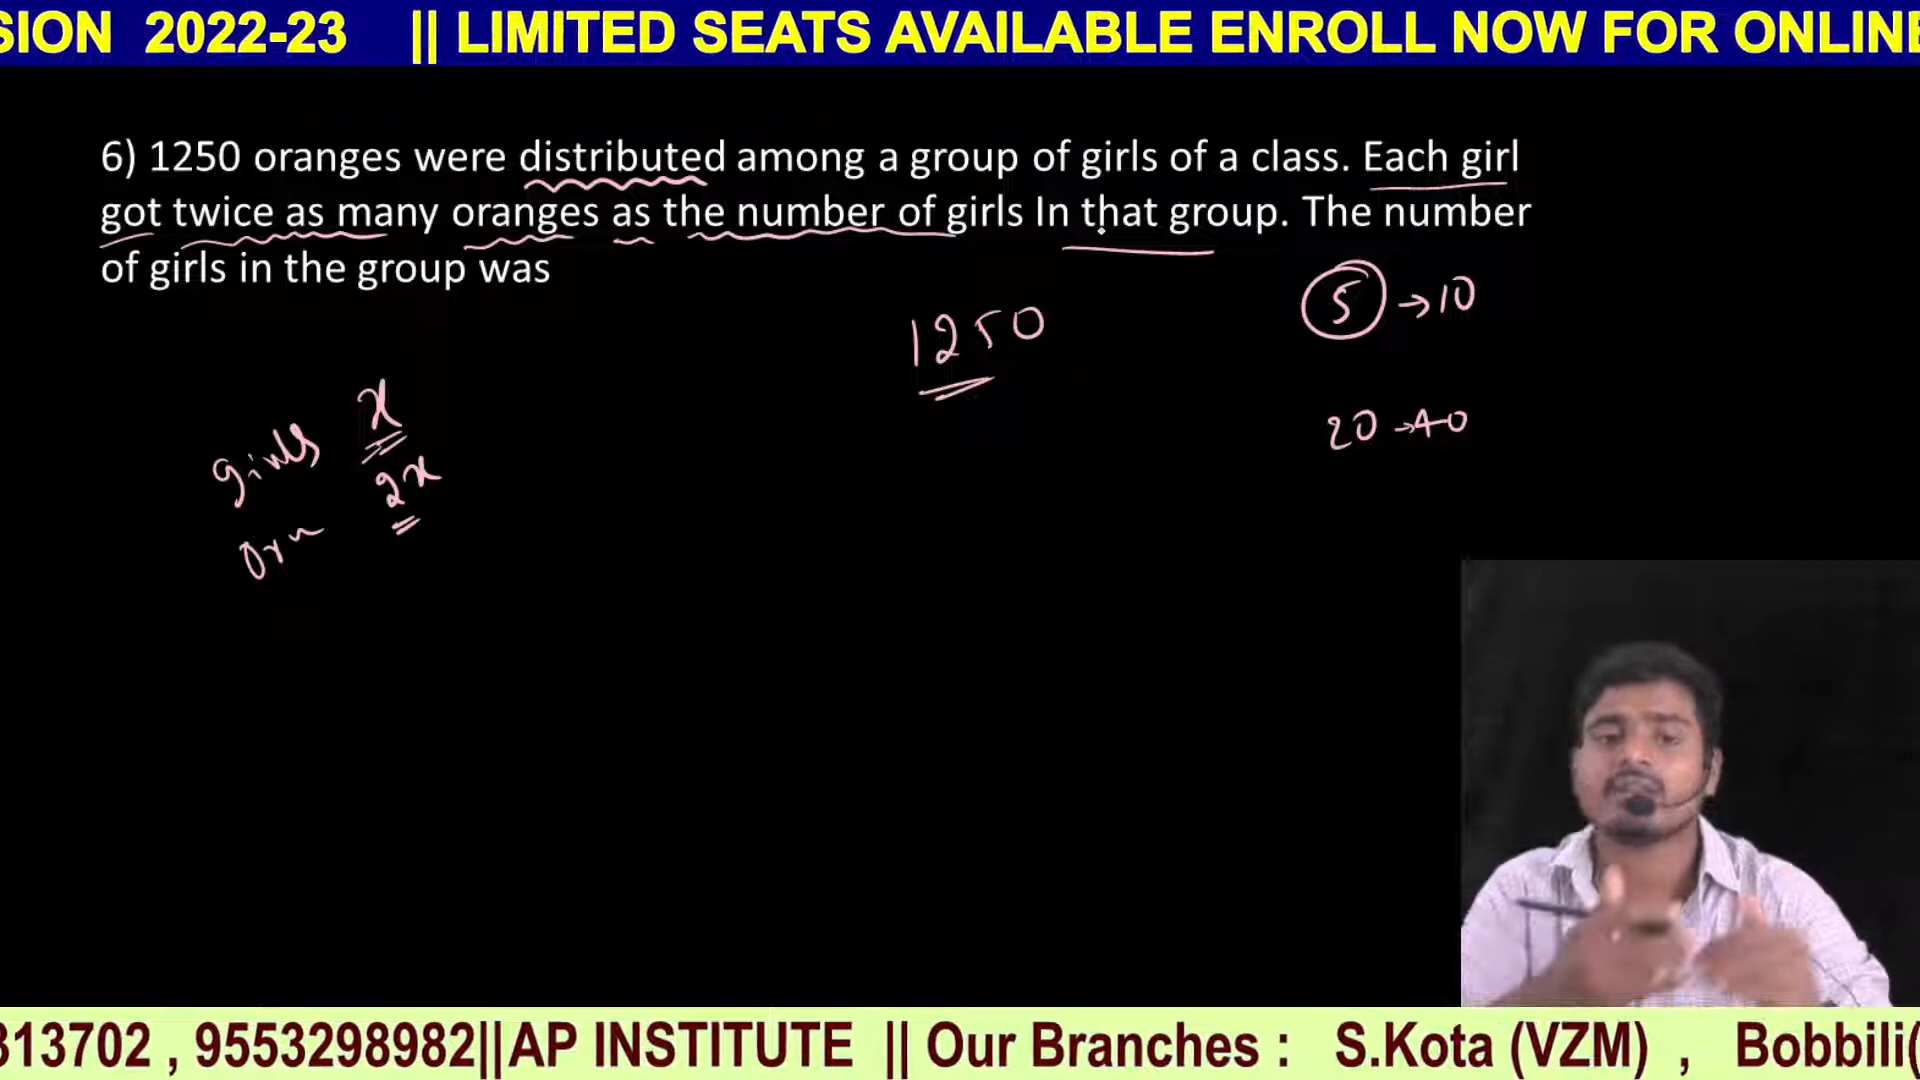 SION 2022-23 || LIMITED SEATS AVAILABLE ENROLL NOW FOR ONLINE
6) 1250 oranges were distributed among a group of girls of a class. Each girl
got twice as many oranges as the number of girls In that group. The number
of girls in the group was
5 → 10
1250
girls x
20 → 40
2x
813702 , 9553298982||AP INSTITUTE || Our Branches : S.Kota (VZM) , Bobbili(